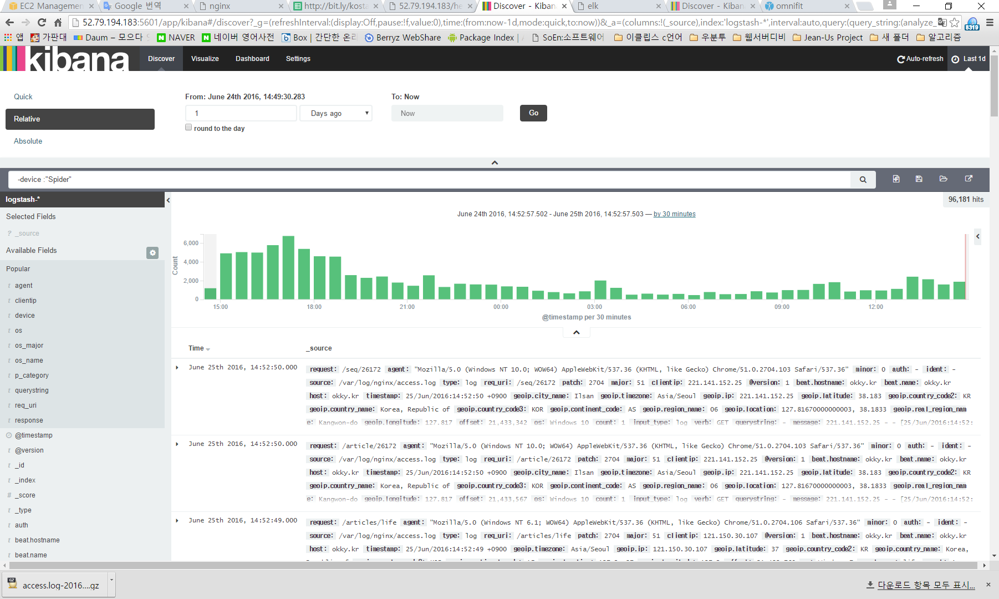 EC2 Managemen
Google 번역
nginx
http://bit.ly/kosta
52.79.194.183/he
Discover - Kiban
elk
Discover - Kiban
omnifit
52.79.194.183:5601/app/kibana#/discover?_g=(refreshInterval:(display:Off,pause:!f,value:0),time:(from:now-1d,mode:quick,to:now))&_a=(columns:!(_source),index:'logstash-*',interval:auto,query:(query_string:(analyze_
8319
앱 가판대 Daum – 모으다 NAVER 네이버 영어사전 Box | 간단한 온라 Berryz WebShare Package Index | SoEn:소프트웨어 이클립스 c언어 우분투 웹서버디비 Jean-Us Project 새 폴더 알고리즘
kibana Discover Visualize Dashboard Settings Auto-refresh Last 1d
Quick
Relative
Absolute
From: June 24th 2016, 14:49:30.283
To: Now
1 Days ago Now Go
round to the day
-device :"Spider"
logstash-*
96,181 hits
Selected Fields
? _source
Available Fields
Popular
t agent
t clientip
t device
t os
t os_major
t os_name
t p_category
t querystring
t req_uri
t response
@timestamp
t @version
t _id
t _index
# _score
t _type
t auth
t beat.hostname
t beat.name
June 24th 2016, 14:52:57.502 - June 25th 2016, 14:52:57.503 — by 30 minutes
Count
6,000
4,000
2,000
0
15:00 18:00 21:00 00:00 03:00 06:00 09:00 12:00
@timestamp per 30 minutes
Time _source
June 25th 2016, 14:52:50.000
request: /seq/26172 agent: "Mozilla/5.0 (Windows NT 10.0; WOW64) AppleWebKit/537.36 (KHTML, like Gecko) Chrome/51.0.2704.103 Safari/537.36" minor: 0 auth: - ident: -
source: /var/log/nginx/access.log type: log req_uri: /seq/26172 patch: 2704 major: 51 clientip: 221.141.152.25 @version: 1 beat.hostname: okky.kr beat.name: okky.kr
host: okky.kr timestamp: 25/Jun/2016:14:52:50 +0900 geoip.city_name: Ilsan geoip.timezone: Asia/Seoul geoip.ip: 221.141.152.25 geoip.latitude: 38.183 geoip.country_code2: KR
geoip.country_name: Korea, Republic of geoip.country_code3: KOR geoip.continent_code: AS geoip.region_name: 06 geoip.location: 127.81670000000003, 38.1833 geoip.real_region_nam
e: Kangwon-do geoip.longitude: 127.817 offset: 21,433,342 os: Windows 10 count: 1 input_type: log verb: GET querystring: - message: 221.141.152.25 - - [25/Jun/2016:14:52:
June 25th 2016, 14:52:50.000
request: /article/26172 agent: "Mozilla/5.0 (Windows NT 10.0; WOW64) AppleWebKit/537.36 (KHTML, like Gecko) Chrome/51.0.2704.103 Safari/537.36" minor: 0 auth: - ident: -
source: /var/log/nginx/access.log type: log req_uri: /article/26172 patch: 2704 major: 51 clientip: 221.141.152.25 @version: 1 beat.hostname: okky.kr beat.name: okky.kr
host: okky.kr timestamp: 25/Jun/2016:14:52:50 +0900 geoip.city_name: Ilsan geoip.timezone: Asia/Seoul geoip.ip: 221.141.152.25 geoip.latitude: 38.183 geoip.country_code2: KR
geoip.country_name: Korea, Republic of geoip.country_code3: KOR geoip.continent_code: AS geoip.region_name: 06 geoip.location: 127.81670000000003, 38.1833 geoip.real_region_nam
e: Kangwon-do geoip.longitude: 127.817 offset: 21,433,567 os: Windows 10 count: 1 input_type: log verb: GET querystring: - message: 221.141.152.25 - - [25/Jun/2016:14:52:
June 25th 2016, 14:52:49.000
request: /articles/life agent: "Mozilla/5.0 (Windows NT 6.1; WOW64) AppleWebKit/537.36 (KHTML, like Gecko) Chrome/51.0.2704.106 Safari/537.36" minor: 0 auth: - ident: -
source: /var/log/nginx/access.log type: log req_uri: /articles/life patch: 2704 major: 51 clientip: 121.150.30.107 @version: 1 beat.hostname: okky.kr beat.name: okky.kr
host: okky.kr timestamp: 25/Jun/2016:14:52:49 +0900 geoip.timezone: Asia/Seoul geoip.ip: 121.150.30.107 geoip.latitude: 37 geoip.country_code2: KR geoip.country_name: Korea,
GZ access.log-2016....gz
다운로드 항목 모두 표시...